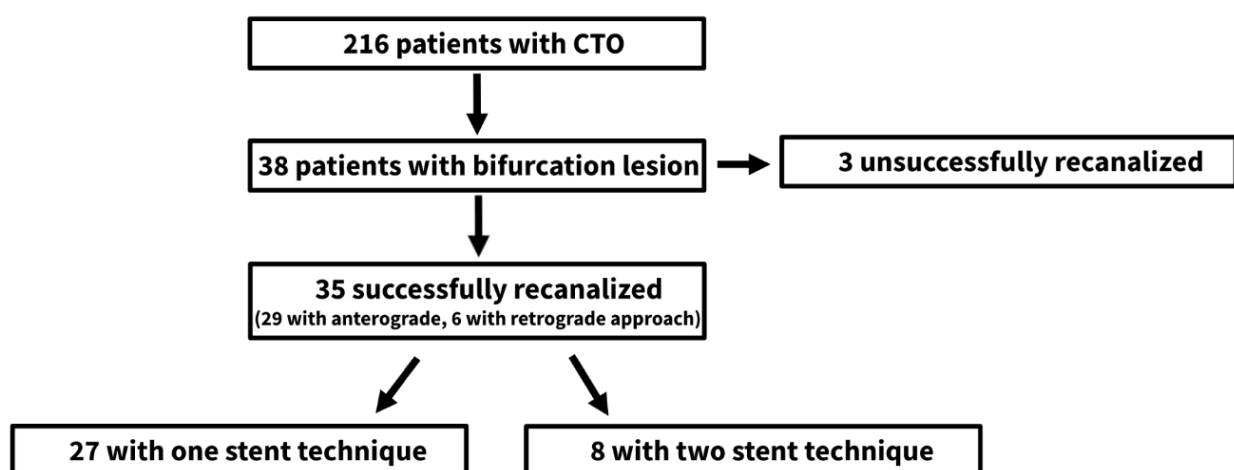 216 patients with CTO
38 patients with bifurcation lesion
3 unsuccessfully recanalized
35 successfully recanalized
(29 with anterograde, 6 with retrograde approach)
27 with one stent technique
8 with two stent technique